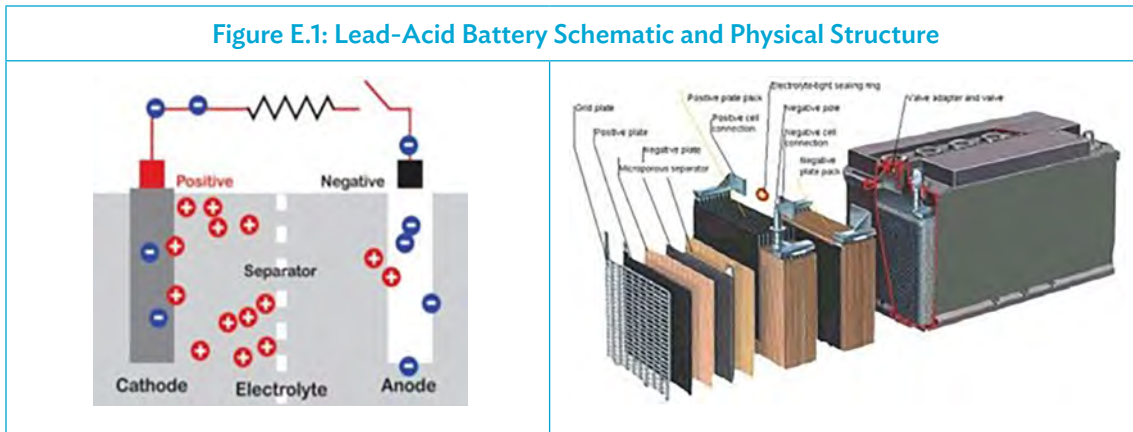 Figure E.1: Lead-Acid Battery Schematic and Physical Structure
Positive
Negative
Separator
Cathode
Electrolyte
Anode
Electrolyte-tight sealing ring
Positive plate pack
Negative pole
Valve adapter and valve
Grid plate
Positive cell
connection
Negative cell
connection
Positive plate
Negative plate
Negative
plate pack
Microporous separator